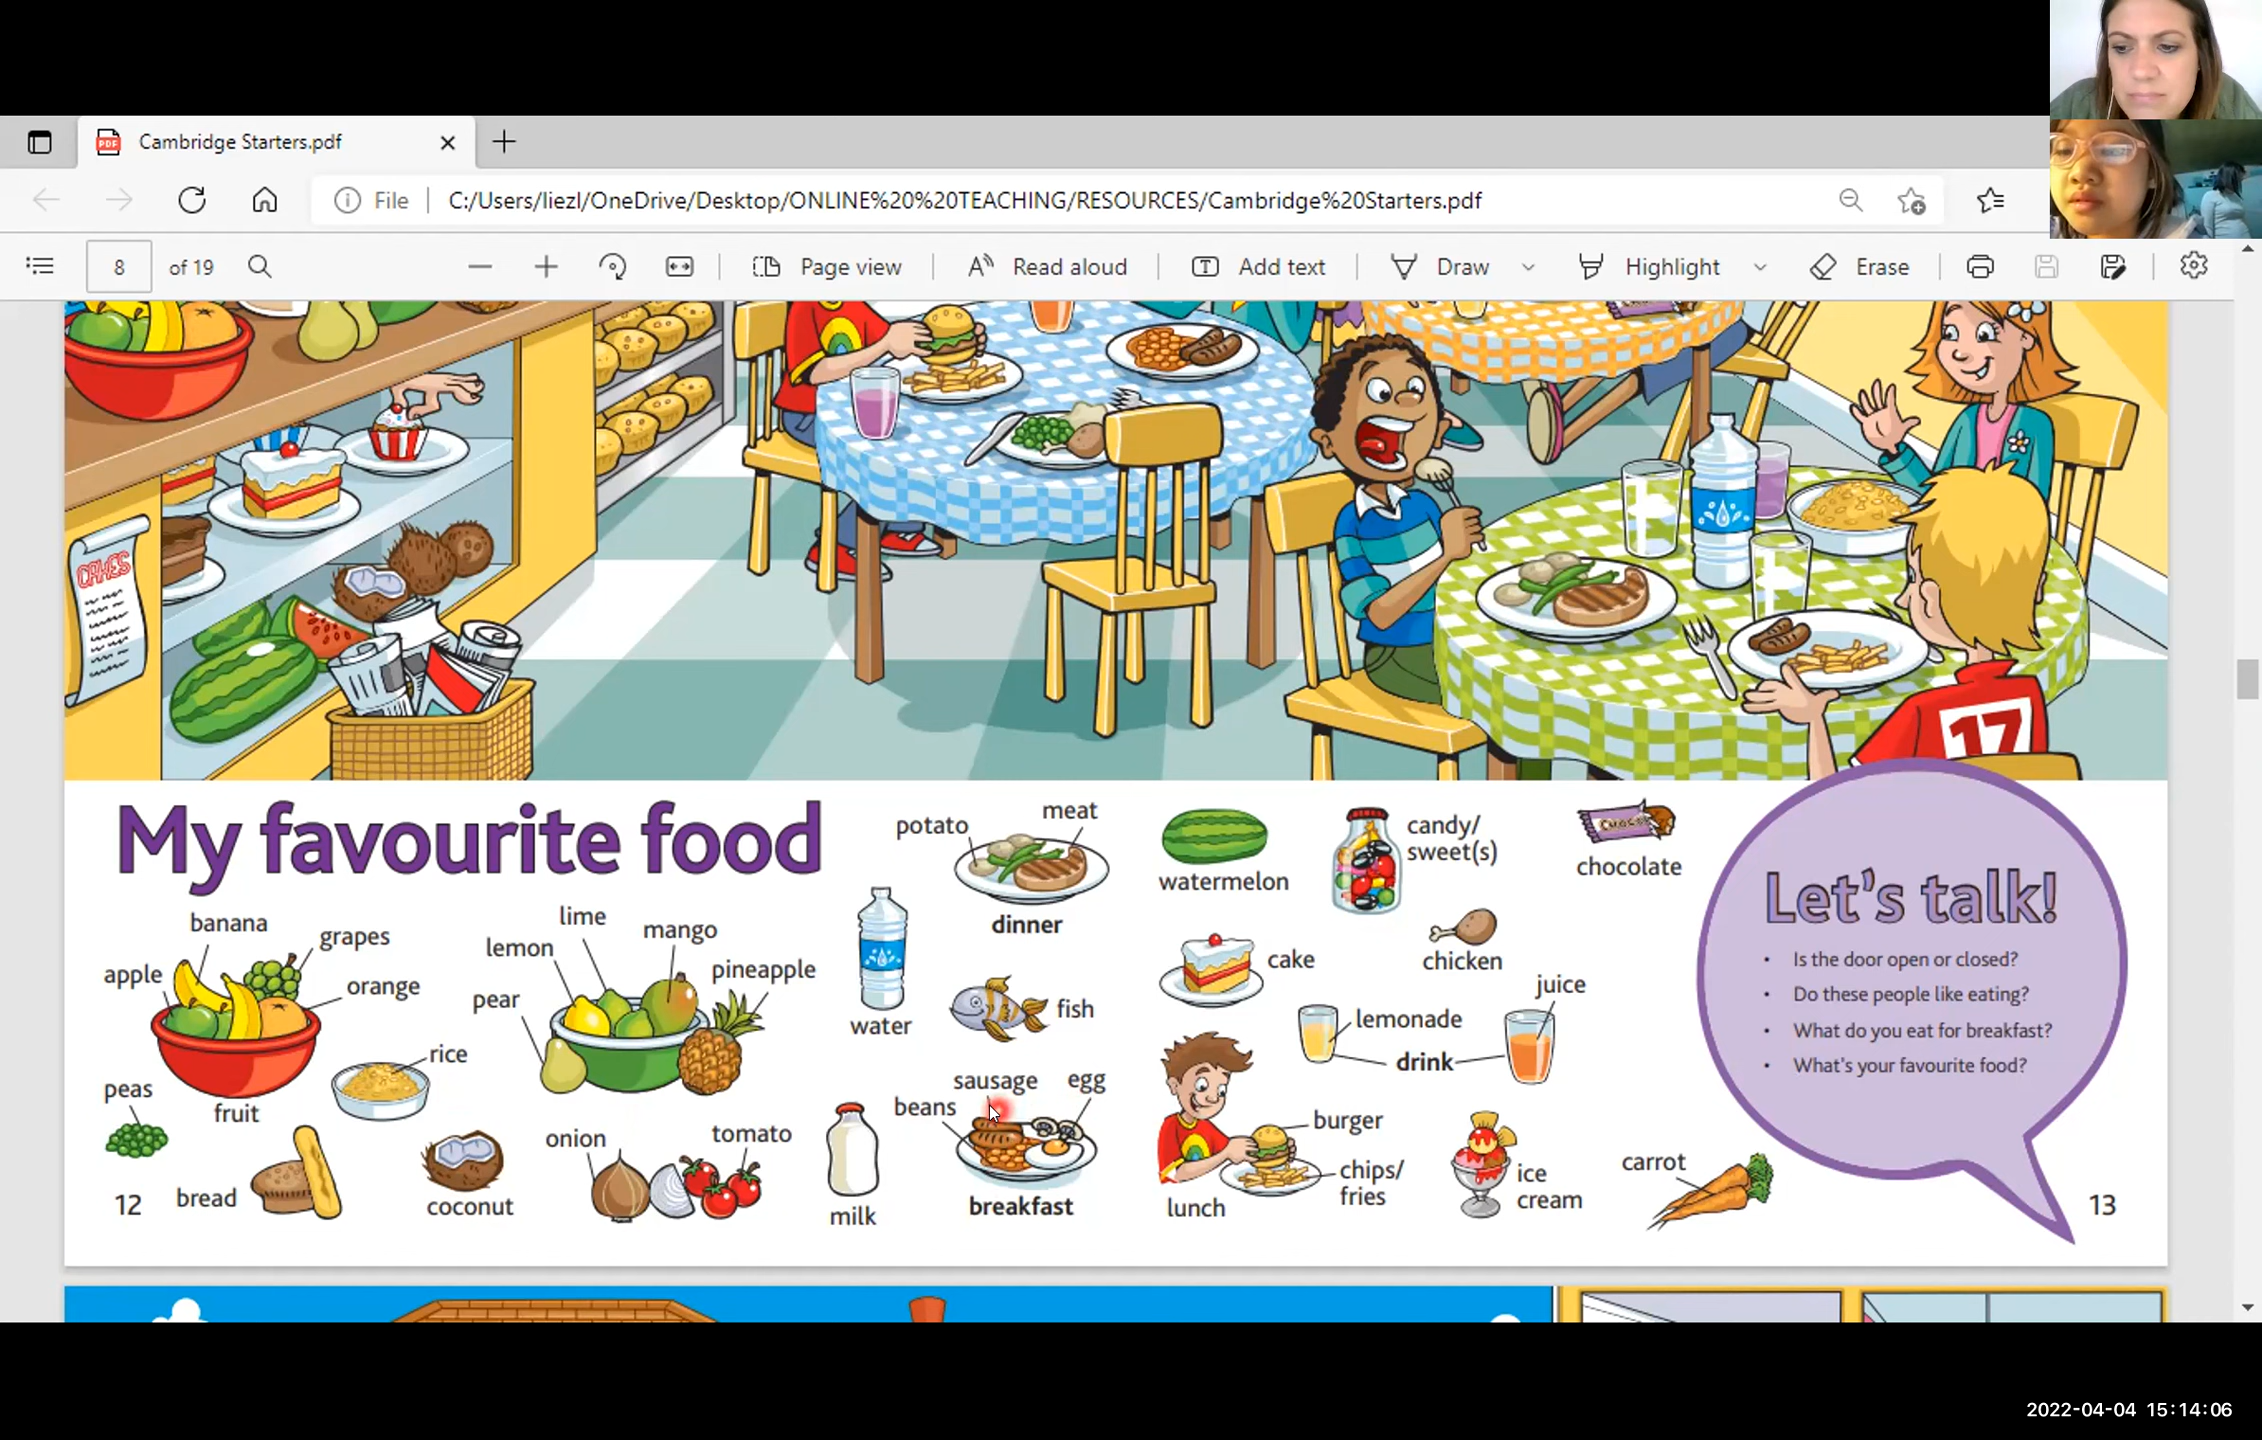 Cambridge Starters.pdf
File
C:/Users/liezl/OneDrive/Desktop/ONLINE%20%20TEACHING/RESOURCES/Cambridge%20Starters.pdf
8 of 19
Page view
Read aloud
Add text
Draw
Highlight
Erase
PDF
CAKES
17
My favourite food
banana
grapes
apple
orange
fruit
rice
peas
bread
12
lime
lemon
mango
pear
pineapple
coconut
onion
tomato
potato
meat
dinner
water
fish
sausage
egg
beans
milk
breakfast
watermelon
candy/
sweet(s)
chocolate
cake
chicken
juice
lemonade
drink
burger
chips/
fries
lunch
ice
cream
carrot
Let's talk!
• Is the door open or closed?
• Do these people like eating?
• What do you eat for breakfast?
• What's your favourite food?
13
2022-04-04 15:14:06